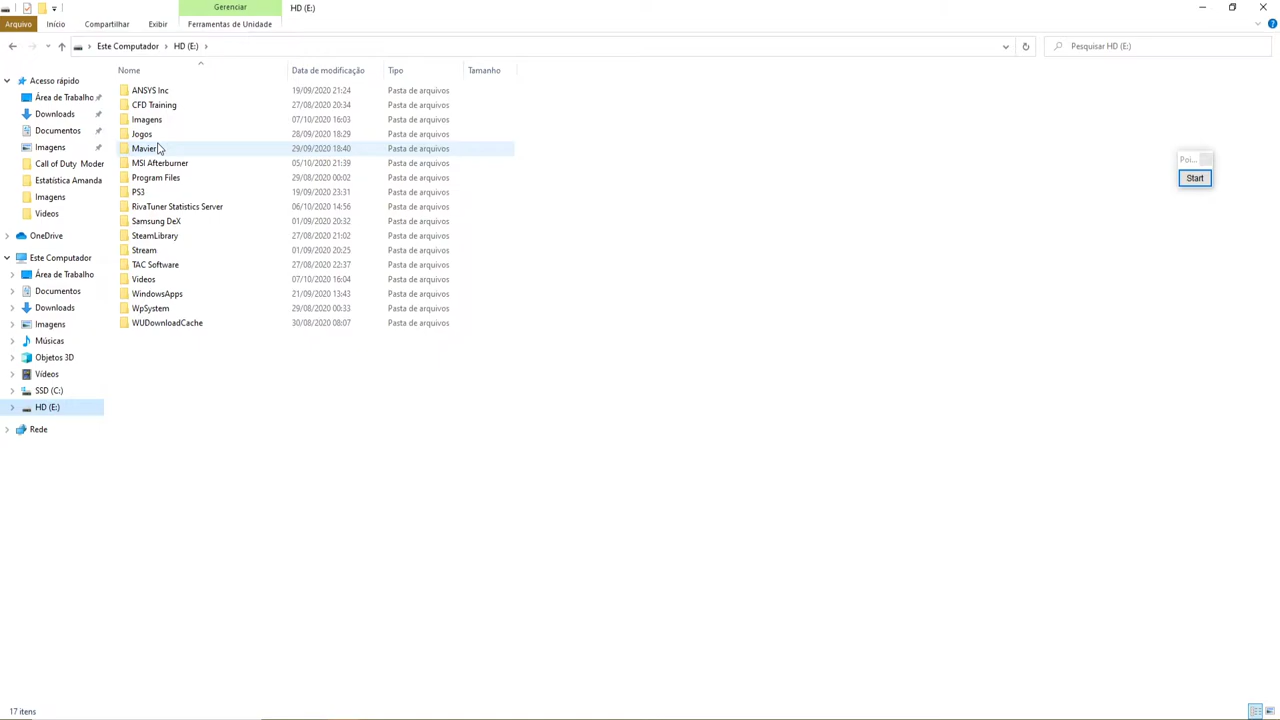 Gerenciar HD (E:)
Arquivo Início Compartilhar Exibir Ferramentas de Unidade
Este Computador HD (E:) Pesquisar HD (E:)
Nome Data de modificação Tipo Tamanho
Acesso rápido
Área de Trabalho
Downloads
Documentos
Imagens
Call of Duty Moder
Estatística Amanda
Imagens
Videos
OneDrive
Este Computador
Área de Trabalho
Documentos
Downloads
Imagens
Músicas
Objetos 3D
Vídeos
SSD (C:)
HD (E:)
Rede
ANSYS Inc 19/09/2020 21:24 Pasta de arquivos
CFD Training 27/08/2020 20:34 Pasta de arquivos
Imagens 07/10/2020 16:03 Pasta de arquivos
Jogos 28/09/2020 18:29 Pasta de arquivos
Mavier 29/09/2020 18:40 Pasta de arquivos
MSI Afterburner 05/10/2020 21:39 Pasta de arquivos
Program Files 29/08/2020 00:02 Pasta de arquivos
PS3 19/09/2020 23:31 Pasta de arquivos
RivaTuner Statistics Server 06/10/2020 14:56 Pasta de arquivos
Samsung DeX 01/09/2020 20:32 Pasta de arquivos
SteamLibrary 27/08/2020 21:02 Pasta de arquivos
Stream 01/09/2020 20:25 Pasta de arquivos
TAC Software 27/08/2020 22:37 Pasta de arquivos
Videos 07/10/2020 16:04 Pasta de arquivos
WindowsApps 21/09/2020 13:43 Pasta de arquivos
WpSystem 29/08/2020 00:33 Pasta de arquivos
WUDownloadCache 30/08/2020 08:07 Pasta de arquivos
Poi...
Start
17 itens